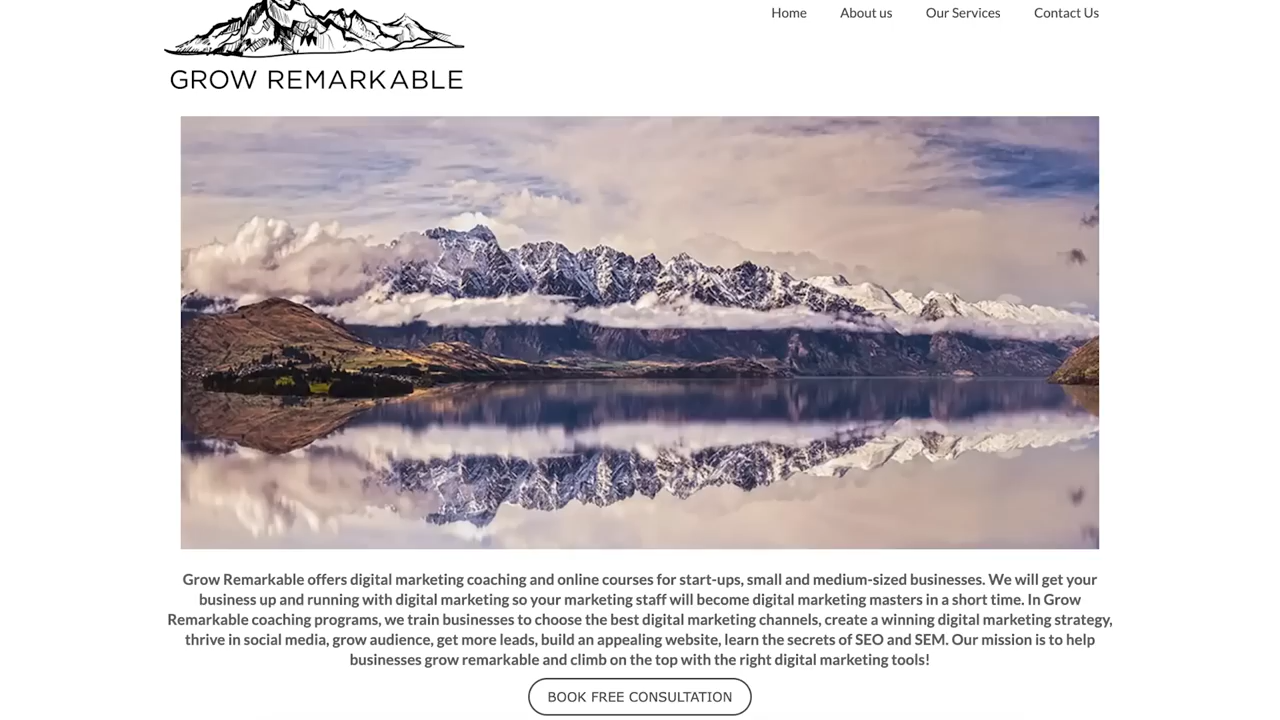 Home About us Our Services Contact Us
GROW REMARKABLE
Grow Remarkable offers digital marketing coaching and online courses for start-ups, small and medium-sized businesses. We will get your
business up and running with digital marketing so your marketing staff will become digital marketing masters in a short time. In Grow
Remarkable coaching programs, we train businesses to choose the best digital marketing channels, create a winning digital marketing strategy,
thrive in social media, grow audience, get more leads, build an appealing website, learn the secrets of SEO and SEM. Our mission is to help
businesses grow remarkable and climb on the top with the right digital marketing tools!
BOOK FREE CONSULTATION